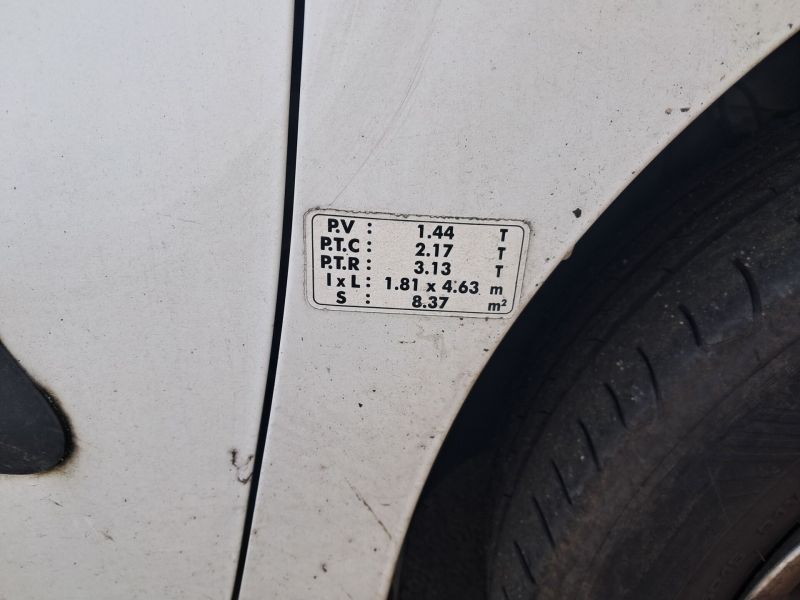 P.V : 1.44 T
P.T.C : 2.17 T
P.T.R : 3.13 T
l x L : 1.81 x 4.63 m
S : 8.37 m²